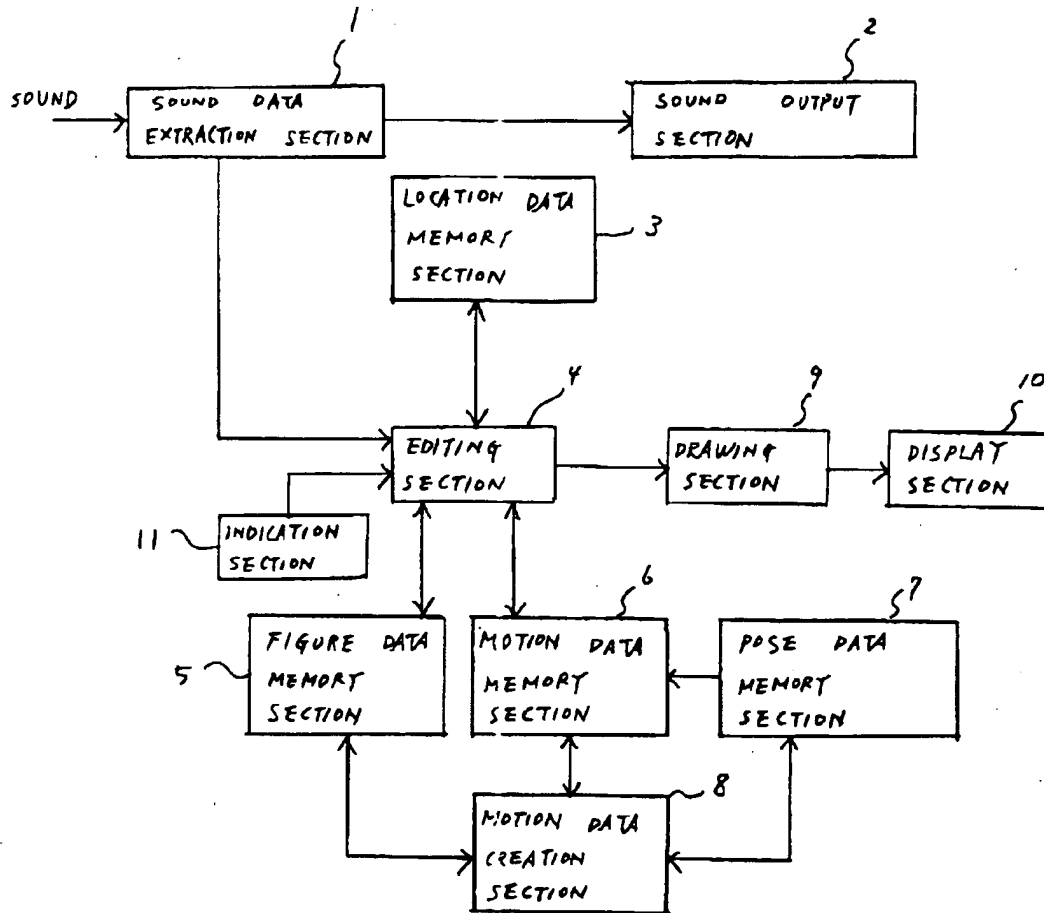 1
2
SOUND
SOUND DATA
EXTRACTION SECTION
SOUND OUTPUT
SECTION
LOCATION DATA
MEMORY
SECTION
3
4
9
10
EDITING
SECTION
DRAWING
SECTION
DISPLAY
SECTION
11
INDICATION
SECTION
6
7
5
FIGURE DATA
MEMORY
SECTION
MOTION DATA
MEMORY
SECTION
POSE DATA
MEMORY
SECTION
8
MOTION DATA
CREATION
SECTION